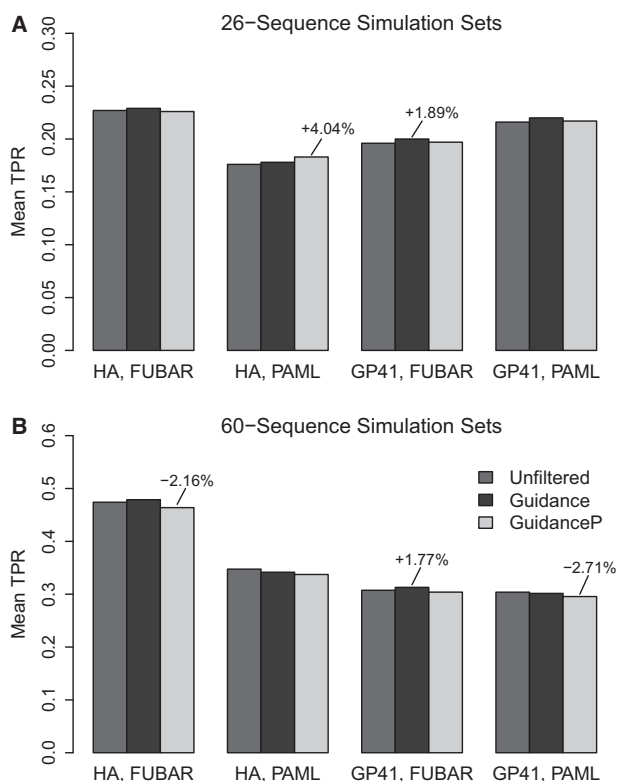 A
26−Sequence Simulation Sets
Mean TPR
0.30
0.25
0.20
0.15
0.10
0.05
0.00
+4.04%
+1.89%
HA, FUBAR
HA, PAML
GP41, FUBAR
GP41, PAML
B
60−Sequence Simulation Sets
Mean TPR
0.6
0.5
0.4
0.3
0.2
0.1
0.0
−2.16%
+1.77%
−2.71%
Unfiltered
Guidance
GuidanceP
HA, FUBAR
HA, PAML
GP41, FUBAR
GP41, PAML